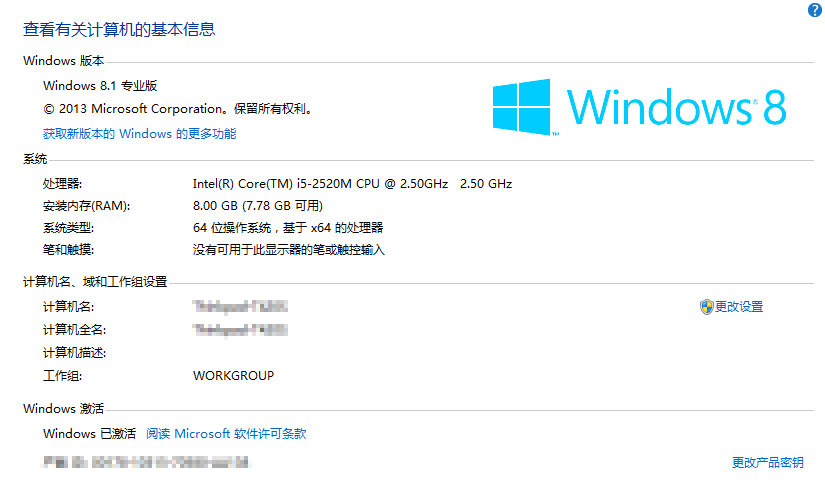 查看有关计算机的基本信息
Windows 版本
Windows 8.1 专业版
© 2013 Microsoft Corporation。保留所有权利。
获取新版本的 Windows 的更多功能
Windows® 8
™
系统
处理器: Intel(R) Core(TM) i5-2520M CPU @ 2.50GHz 2.50 GHz
安装内存(RAM): 8.00 GB (7.78 GB 可用)
系统类型: 64 位操作系统，基于 x64 的处理器
笔和触摸: 没有可用于此显示器的笔或触控输入
计算机名、域和工作组设置
计算机名:
更改设置
计算机全名:
计算机描述:
工作组: WORKGROUP
Windows 激活
Windows 已激活 阅读 Microsoft 软件许可条款
更改产品密钥